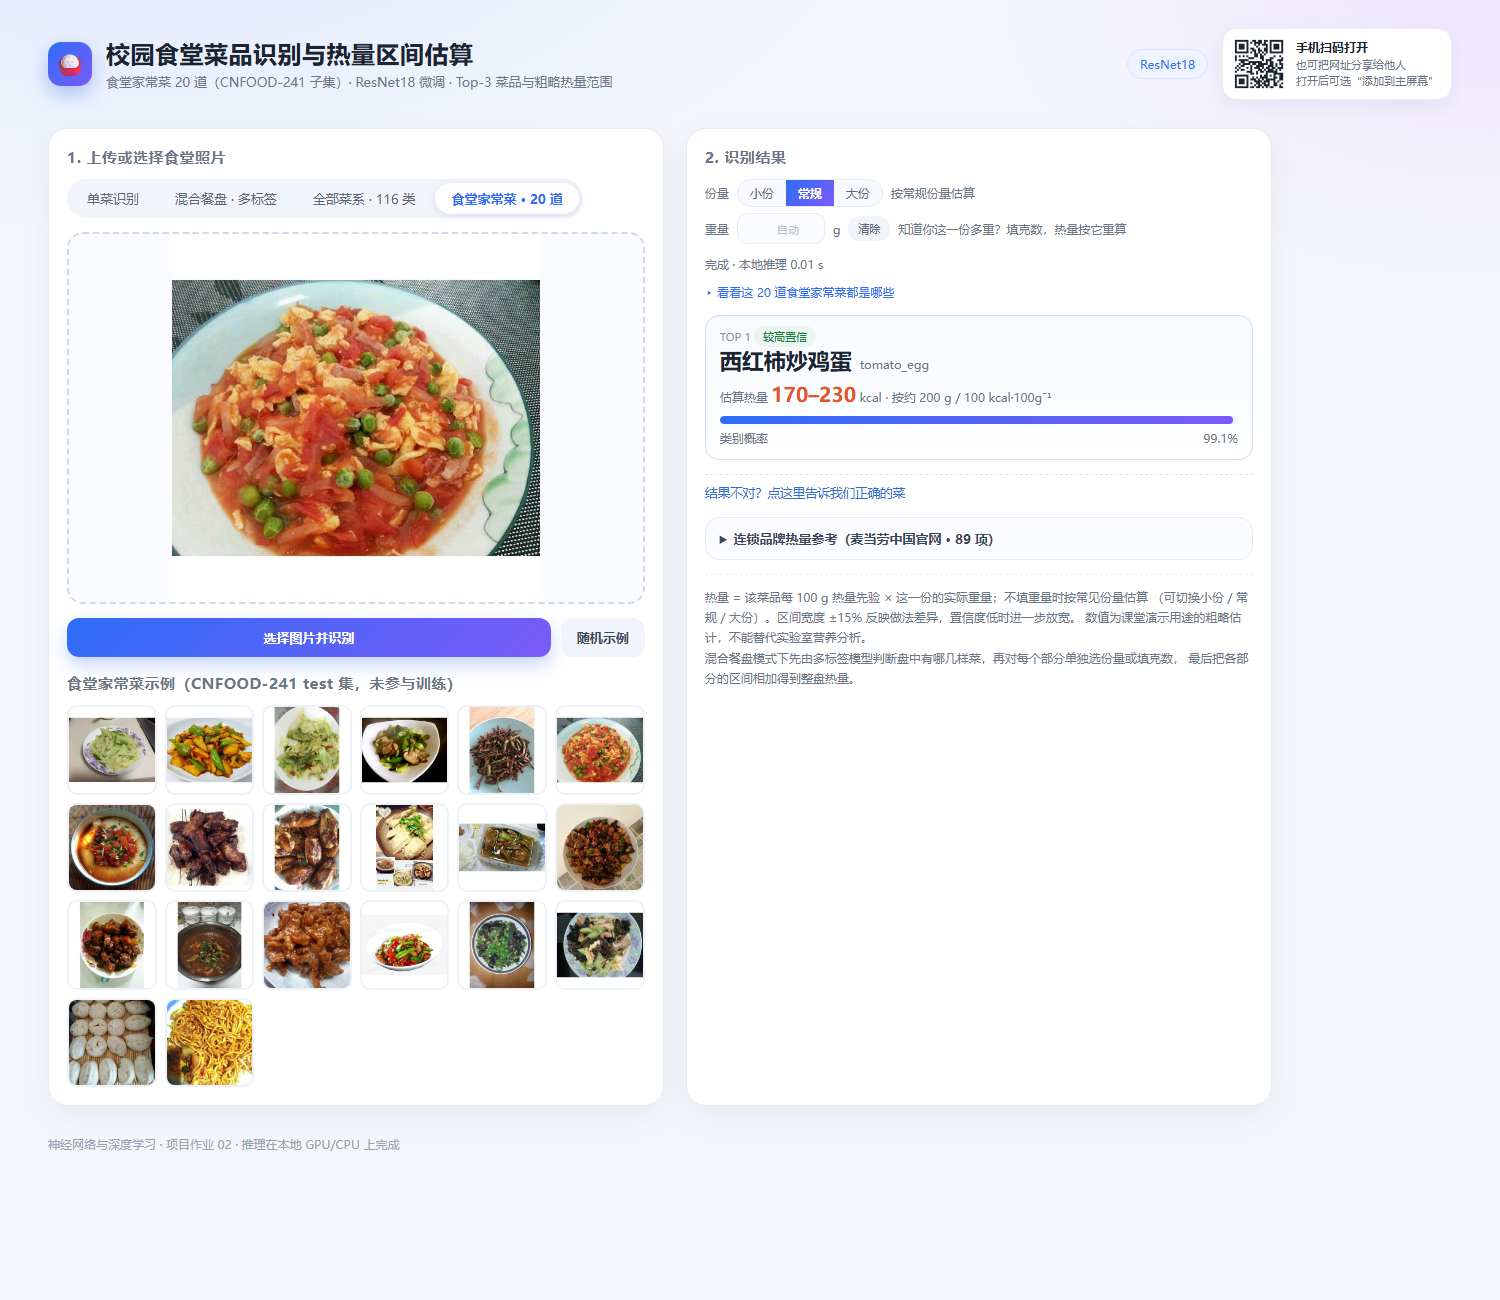 校园食堂菜品识别与热量区间估算
食堂家常菜 20 道（CNFOOD-241 子集）· ResNet18 微调 · Top-3 菜品与粗略热量范围
ResNet18
手机扫码打开
也可把网址分享给他人
打开后可选“添加到主屏幕”
1. 上传或选择食堂照片
单菜识别
混合餐盘 · 多标签
全部菜系 · 116 类
食堂家常菜 • 20 道
选择图片并识别
随机示例
食堂家常菜示例（CNFOOD-241 test 集，未参与训练）
2. 识别结果
份量 小份 常规 大份 按常规份量估算
重量 自动 g 清除 知道你这一份多重？填克数，热量按它重算
完成 · 本地推理 0.01 s
‣ 看看这 20 道食堂家常菜都是哪些
TOP 1 较高置信
西红柿炒鸡蛋 tomato_egg
估算热量 170–230 kcal · 按约 200 g / 100 kcal·100g⁻¹
类别概率 99.1%
结果不对？点这里告诉我们正确的菜
▶ 连锁品牌热量参考（麦当劳中国官网 • 89 项）
热量 = 该菜品每 100 g 热量先验 × 这一份的实际重量；不填重量时按常见份量估算 （可切换小份 / 常
规 / 大份）。区间宽度 ±15% 反映做法差异，置信度低时进一步放宽。 数值为课堂演示用途的粗略估
计，不能替代实验室营养分析。
混合餐盘模式下先由多标签模型判断盘中有哪几样菜，再对每个部分单独选份量或填克数， 最后把各部
分的区间相加得到整盘热量。
神经网络与深度学习 · 项目作业 02 · 推理在本地 GPU/CPU 上完成